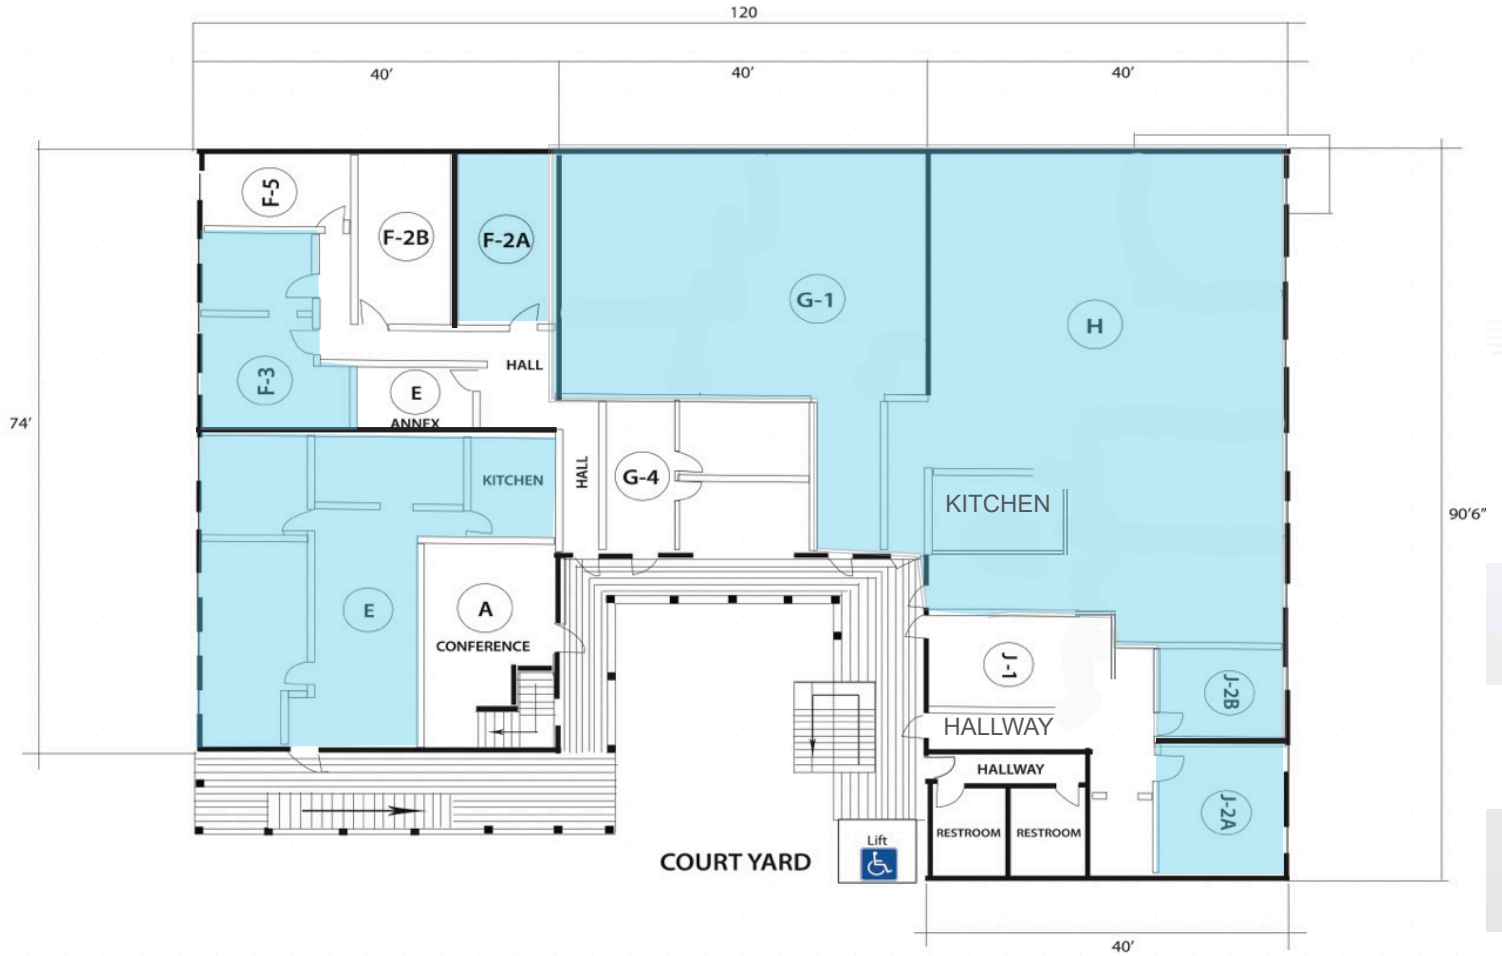 120
40'
40'
40'
F-5
F-2B
F-2A
G-1
H
HALL
F-3
E
ANNEX
74'
KITCHEN
HALL
G-4
KITCHEN
90'6"
E
A
CONFERENCE
J-1
J-2B
HALLWAY
HALLWAY
J-2A
RESTROOM
RESTROOM
Lift
COURT YARD
40'